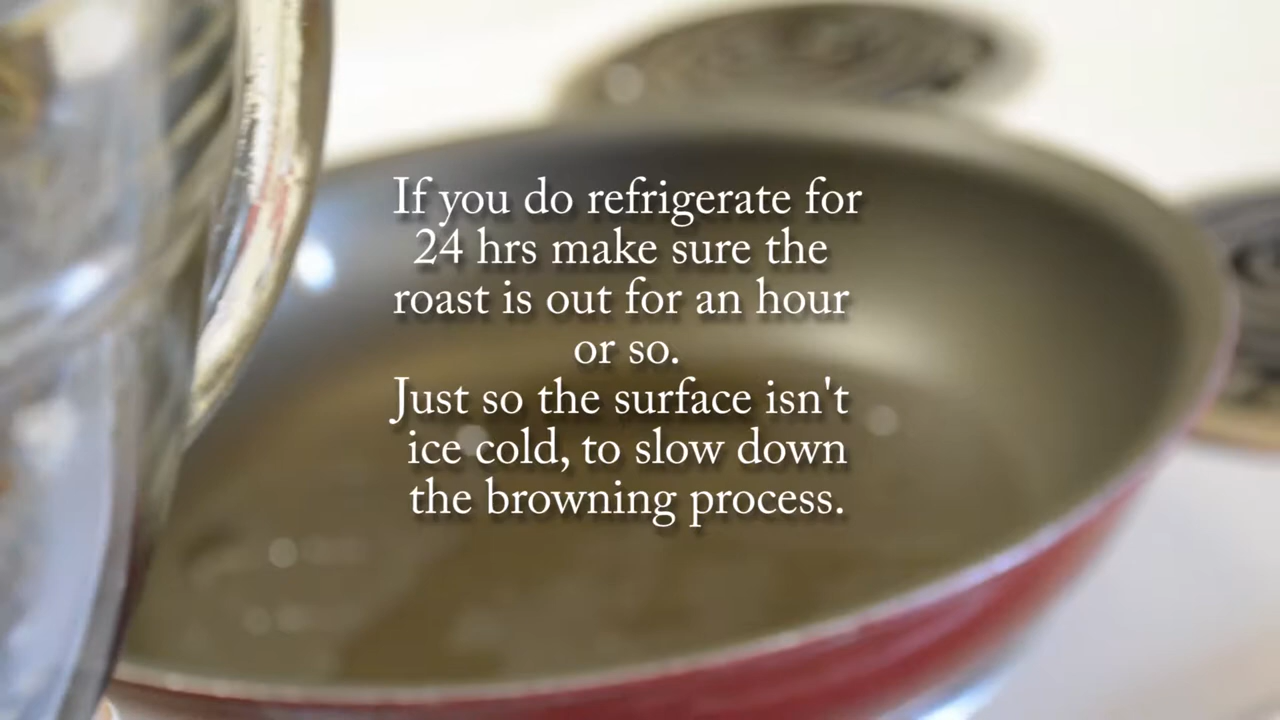 If you do refrigerate for
24 hrs make sure the
roast is out for an hour
or so.
Just so the surface isn't
ice cold, to slow down
the browning process.